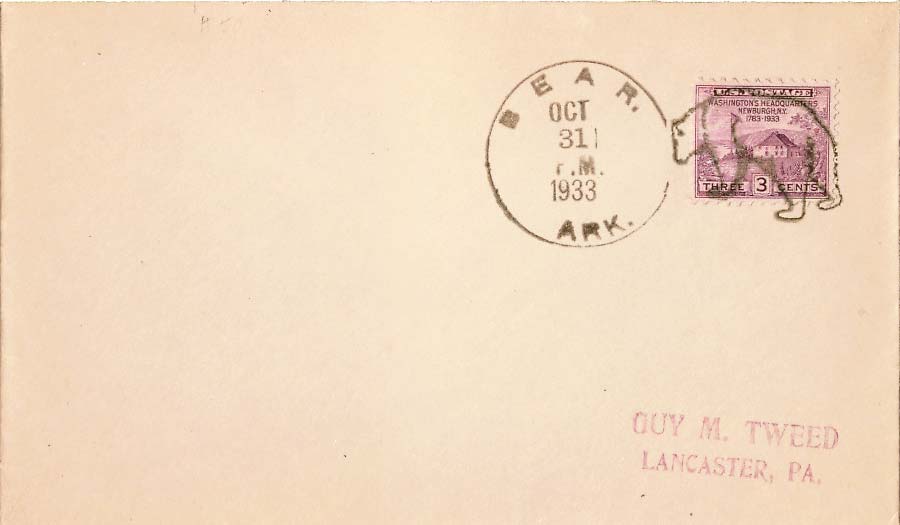 BEAR.
OCT
31
P.M.
1933
ARK.
U.S. POSTAGE
WASHINGTON'S HEADQUARTERS
NEWBURGH, N.Y.
1783-1933
THREE 3 CENTS
GUY M. TWEED
LANCASTER, PA.